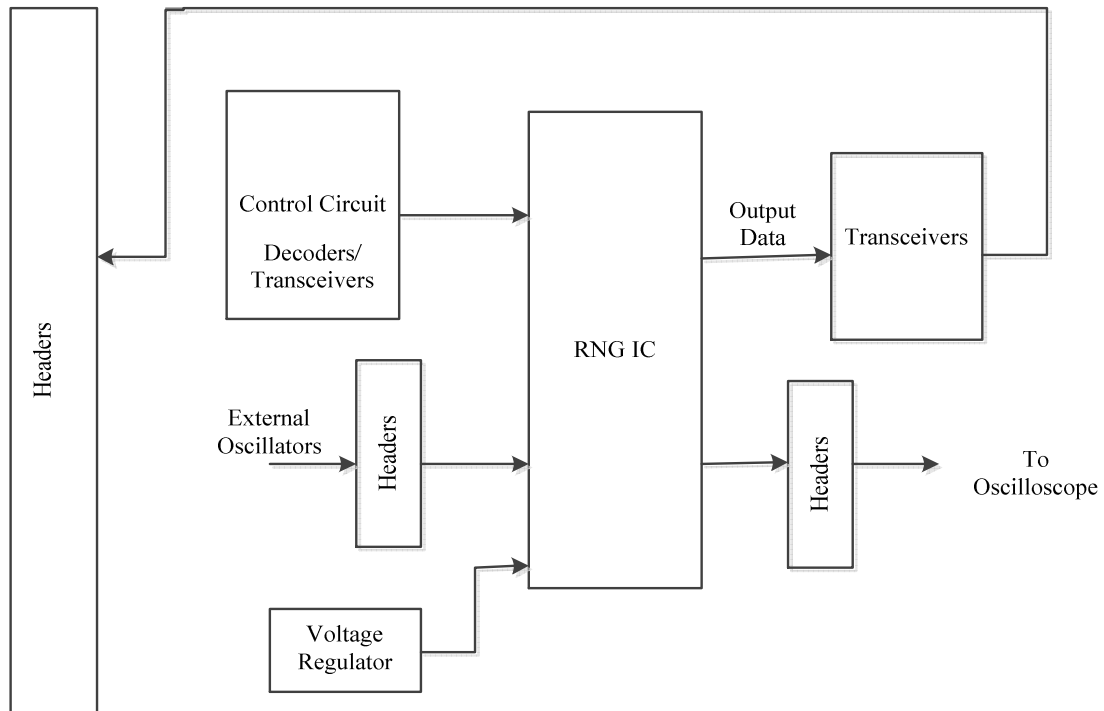 Headers
Control Circuit
Decoders/
Transceivers
External
Oscillators
Headers
Voltage
Regulator
RNG IC
Output
Data
Transceivers
Headers
To
Oscilloscope